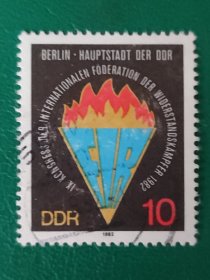 BERLIN · HAUPTSTADT DER DDR
IX. KONGRESS DER INTERNATIONALEN FÖDERATION DER WIDERSTANDSKÄMPFER 1982
FIR
DDR
10
1982